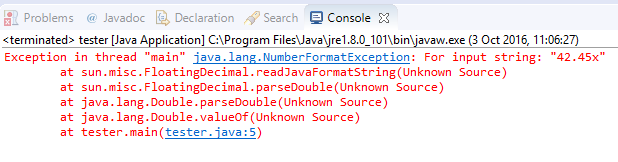 Problems @ Javadoc Declaration Search Console
<terminated> tester [Java Application] C:\Program Files\Java\jre1.8.0_101\bin\javaw.exe (3 Oct 2016, 11:06:27)
Exception in thread "main" java.lang.NumberFormatException: For input string: "42.45x"
at sun.misc.FloatingDecimal.readJavaFormatString(Unknown Source)
at sun.misc.FloatingDecimal.parseDouble(Unknown Source)
at java.lang.Double.parseDouble(Unknown Source)
at java.lang.Double.valueOf(Unknown Source)
at tester.main(tester.java:5)